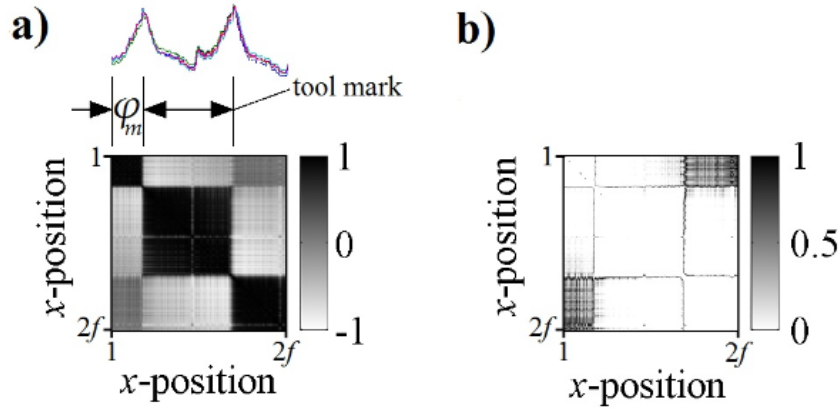 a)
tool mark
φm
1
x-position
2f
1
2f
x-position
1
0
-1
b)
1
x-position
2f
1
2f
x-position
1
0.5
0